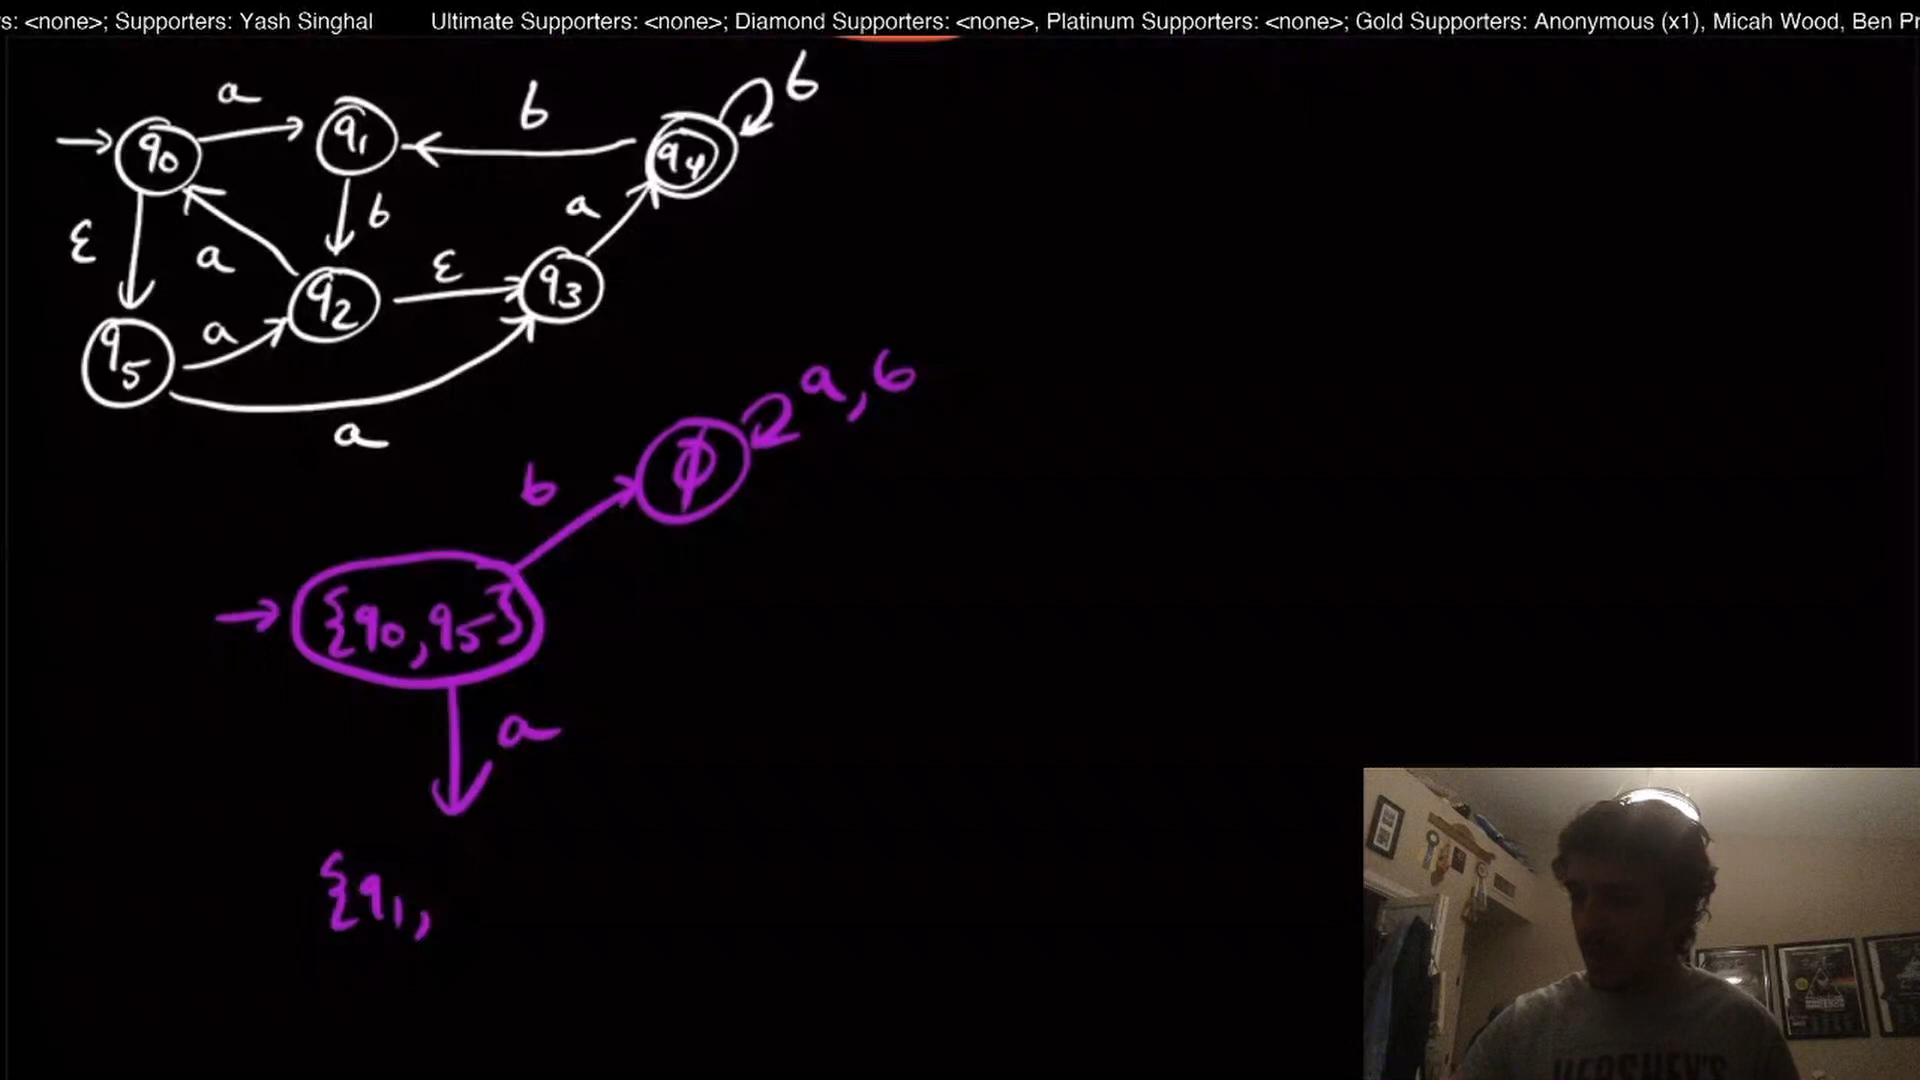 s: <none>; Supporters: Yash Singhal Ultimate Supporters: <none>; Diamond Supporters: <none>, Platinum Supporters: <none>; Gold Supporters: Anonymous (x1), Micah Wood, Ben Pr
a
b
b
q0
q1
q4
ε
a
b
a
ε
q2
q3
q5
a
a
a, b
b
ϕ
{q0, q5}
a
{q1,
HERSHEY'S